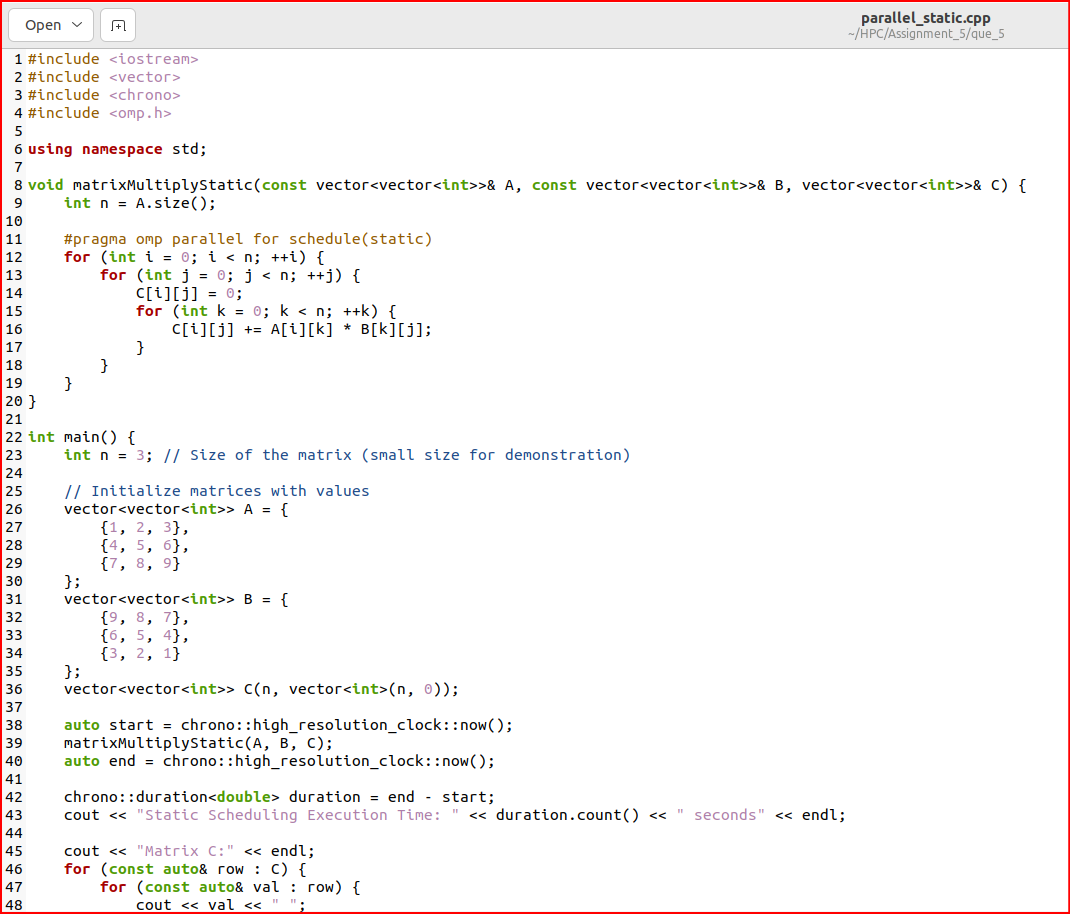 Open
parallel_static.cpp
~/HPC/Assignment_5/que_5
1 #include <iostream>
2 #include <vector>
3 #include <chrono>
4 #include <omp.h>
5
6 using namespace std;
7
8 void matrixMultiplyStatic(const vector<vector<int>>& A, const vector<vector<int>>& B, vector<vector<int>>& C) {
9     int n = A.size();
10
11     #pragma omp parallel for schedule(static)
12     for (int i = 0; i < n; ++i) {
13         for (int j = 0; j < n; ++j) {
14             C[i][j] = 0;
15             for (int k = 0; k < n; ++k) {
16                 C[i][j] += A[i][k] * B[k][j];
17             }
18         }
19     }
20 }
21
22 int main() {
23     int n = 3; // Size of the matrix (small size for demonstration)
24
25     // Initialize matrices with values
26     vector<vector<int>> A = {
27         {1, 2, 3},
28         {4, 5, 6},
29         {7, 8, 9}
30     };
31     vector<vector<int>> B = {
32         {9, 8, 7},
33         {6, 5, 4},
34         {3, 2, 1}
35     };
36     vector<vector<int>> C(n, vector<int>(n, 0));
37
38     auto start = chrono::high_resolution_clock::now();
39     matrixMultiplyStatic(A, B, C);
40     auto end = chrono::high_resolution_clock::now();
41
42     chrono::duration<double> duration = end - start;
43     cout << "Static Scheduling Execution Time: " << duration.count() << " seconds" << endl;
44
45     cout << "Matrix C:" << endl;
46     for (const auto& row : C) {
47         for (const auto& val : row) {
48             cout << val << " ";